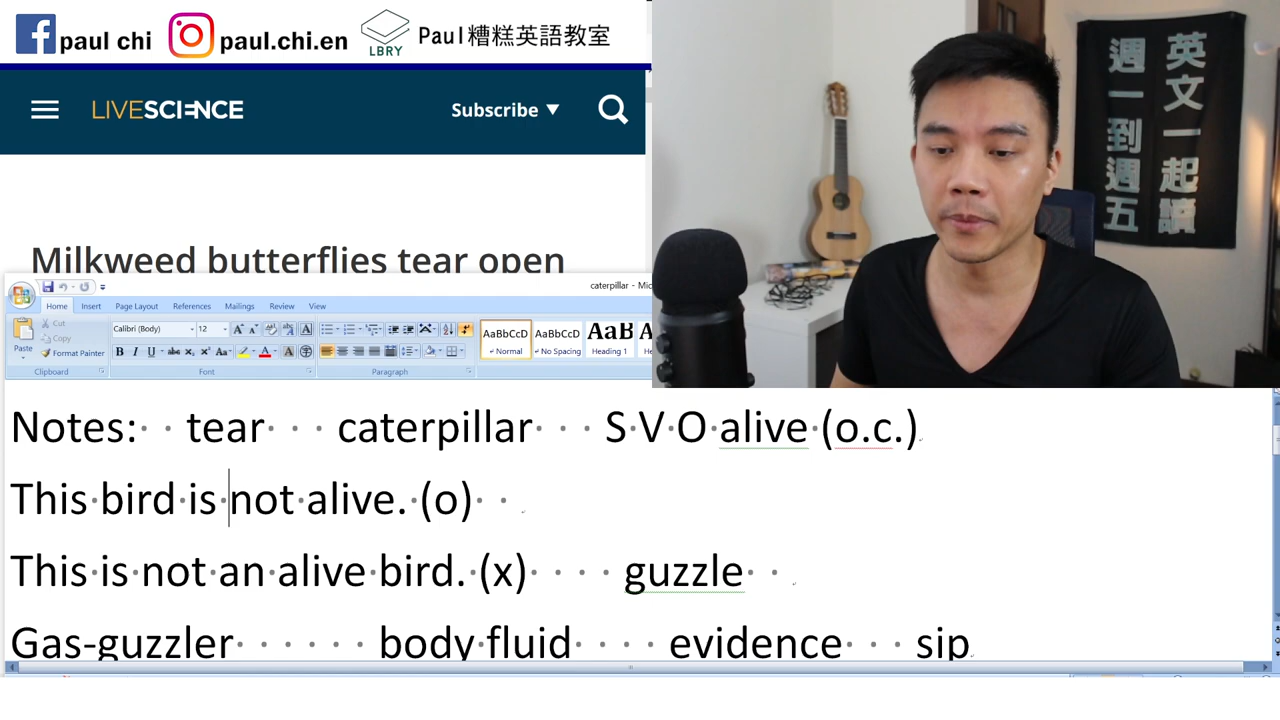 paul chi paul.chi.en LBRY Paul糟糕英語教室
LIVESCIENCE Subscribe
Milkweed butterflies tear open
caterpillar - Mic
Home Insert Page Layout References Mailings Review View
Cut
Copy
Format Painter
Paste
Calibri (Body) 12
AaBbCcD AaBbCcD AaB
Normal No Spacing Heading 1
Clipboard Font Paragraph
Notes: tear caterpillar S V O alive (o.c.)
This bird is not alive. (o)
This is not an alive bird. (x) guzzle
Gas-guzzler body fluid evidence sip
英文一起讀
週一到週五